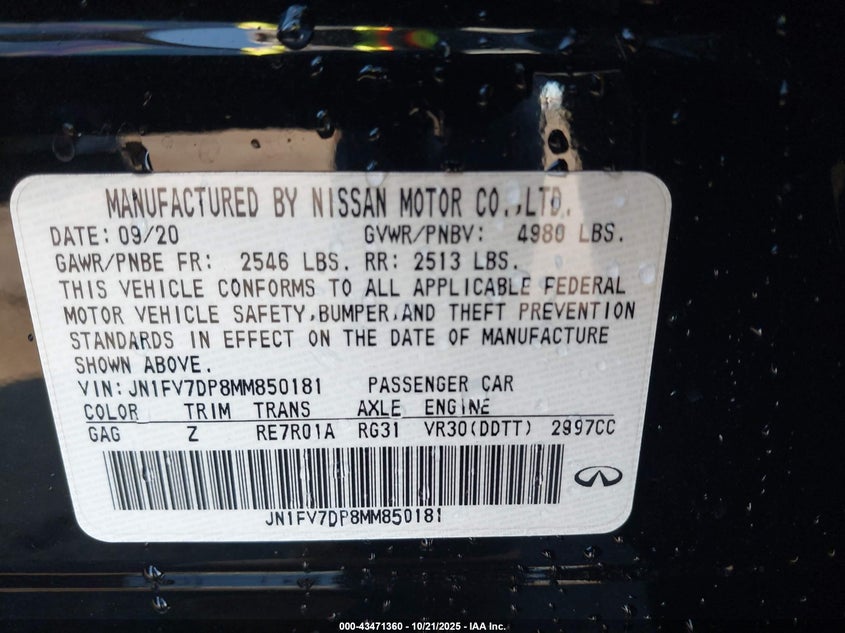 MANUFACTURED BY NISSAN MOTOR CO.,LTD.
DATE: 09/20 GVWR/PNBV: 4980 LBS.
GAWR/PNBE FR: 2546 LBS. RR: 2513 LBS.
THIS VEHICLE CONFORMS TO ALL APPLICABLE FEDERAL
MOTOR VEHICLE SAFETY,BUMPER,AND THEFT PREVENTION
STANDARDS IN EFFECT ON THE DATE OF MANUFACTURE
SHOWN ABOVE.
VIN:JN1FV7DP8MM850181 PASSENGER CAR
COLOR TRIM TRANS AXLE ENGINE
GAG Z RE7R01A RG31 VR30(DDTT) 2997CC
JN1FV7DP8MM850181
000-43471360 - 10/21/2025 - IAA Inc.